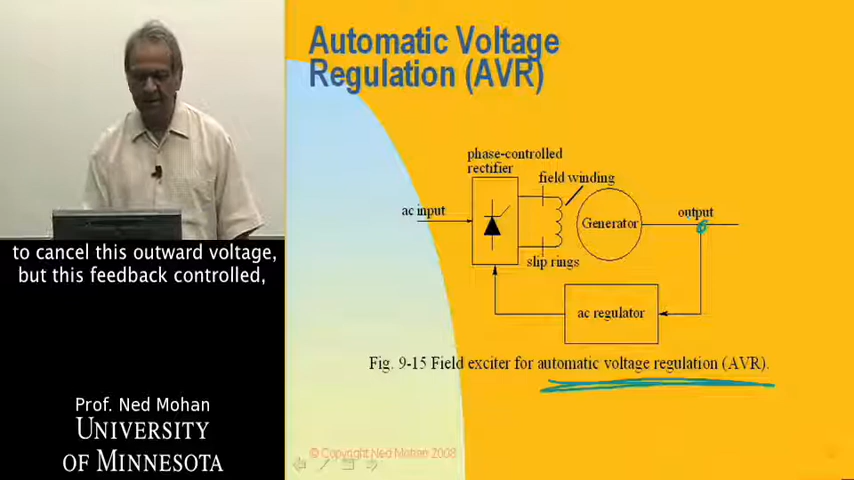 Automatic Voltage
Regulation (AVR)
phase-controlled
rectifier
field winding
ac input
output
Generator
slip rings
ac regulator
Fig. 9-15 Field exciter for automatic voltage regulation (AVR).
to cancel this outward voltage,
but this feedback controlled,
Prof. Ned Mohan
UNIVERSITY
OF MINNESOTA
© Copyright Ned Mohan 2008